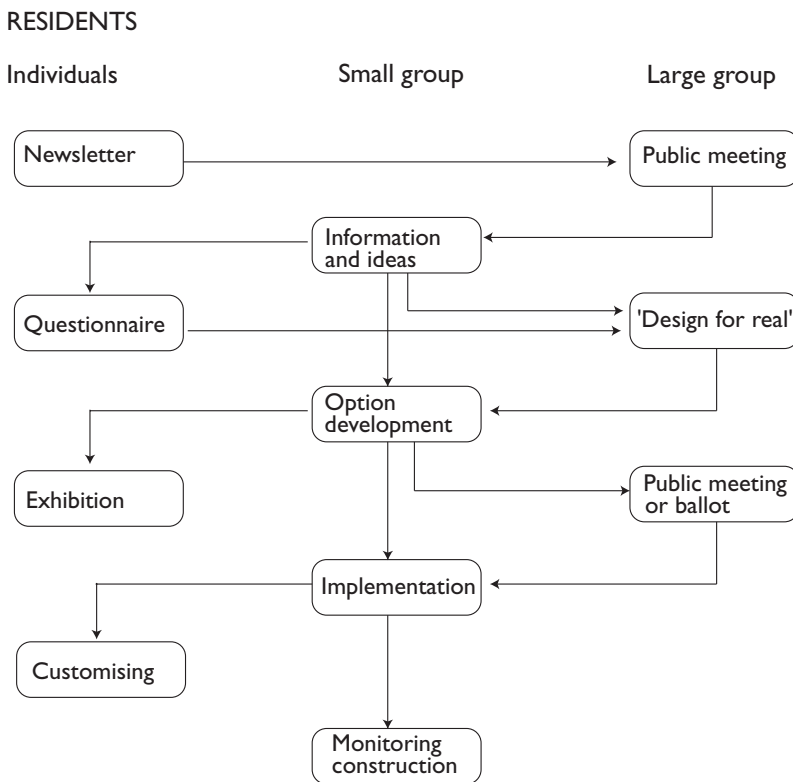 RESIDENTS
Individuals
Small group
Large group
Newsletter
Public meeting
Information
and ideas
Questionnaire
'Design for real'
Option
development
Exhibition
Public meeting
or ballot
Implementation
Customising
Monitoring
construction